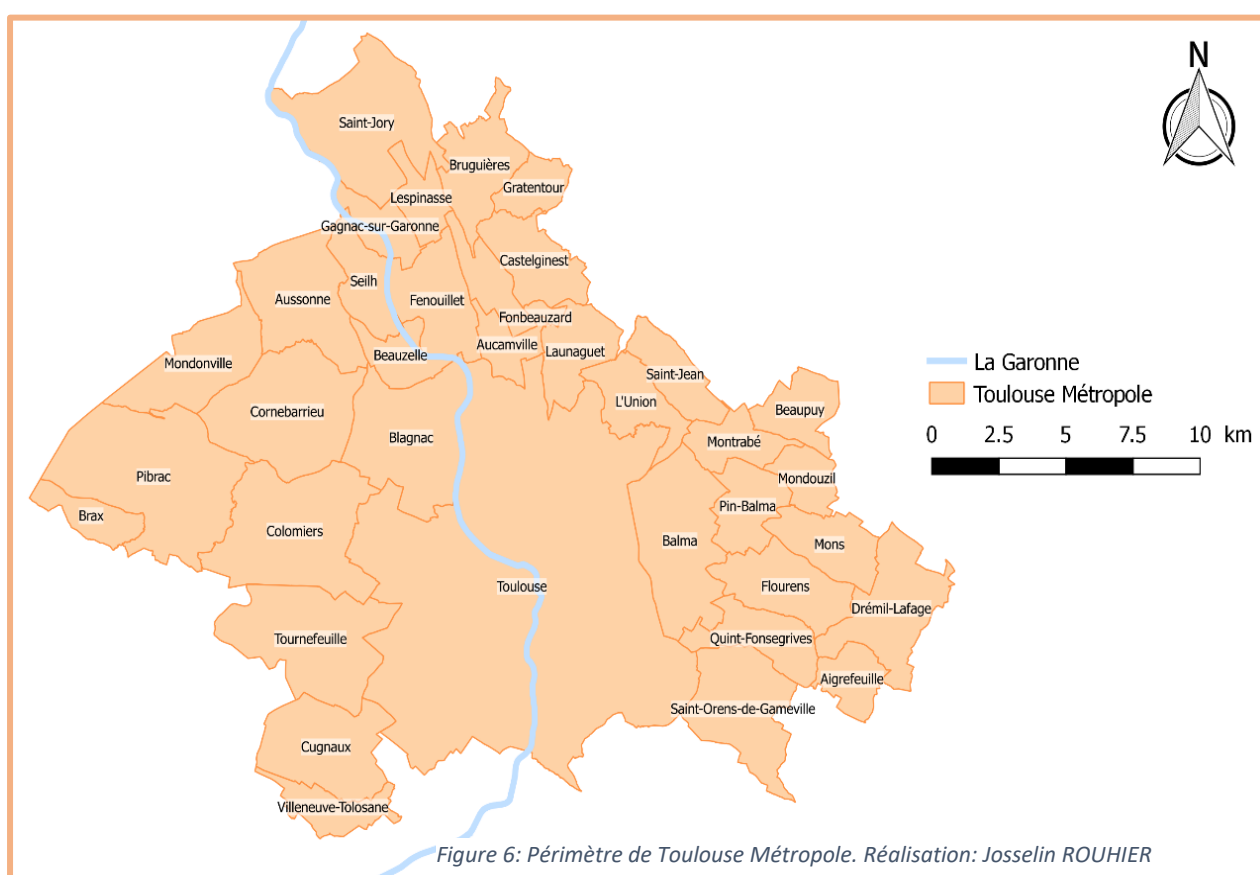 N
Saint-Jory
Bruguières
Gratentour
Lespinasse
Gagnac-sur-Garonne
Castelginest
Seilh
Aussonne
Fenouillet
Fonbeauzard
Aucamville
Launaguet
Beauzelle
Mondonville
Saint-Jean
L'Union
Beaupuy
Cornebarrieu
Blagnac
Montrabé
Mondouzil
Pibrac
Pin-Balma
Brax
Colomiers
Balma
Mons
Toulouse
Flourens
Drémil-Lafage
Tournefeuille
Quint-Fonsegrives
Aigrefeuille
Saint-Orens-de-Gameville
Cugnaux
Villeneuve-Tolosane
La Garonne
Toulouse Métropole
0 2.5 5 7.5 10 km
Figure 6: Périmètre de Toulouse Métropole. Réalisation: Josselin ROUHIER